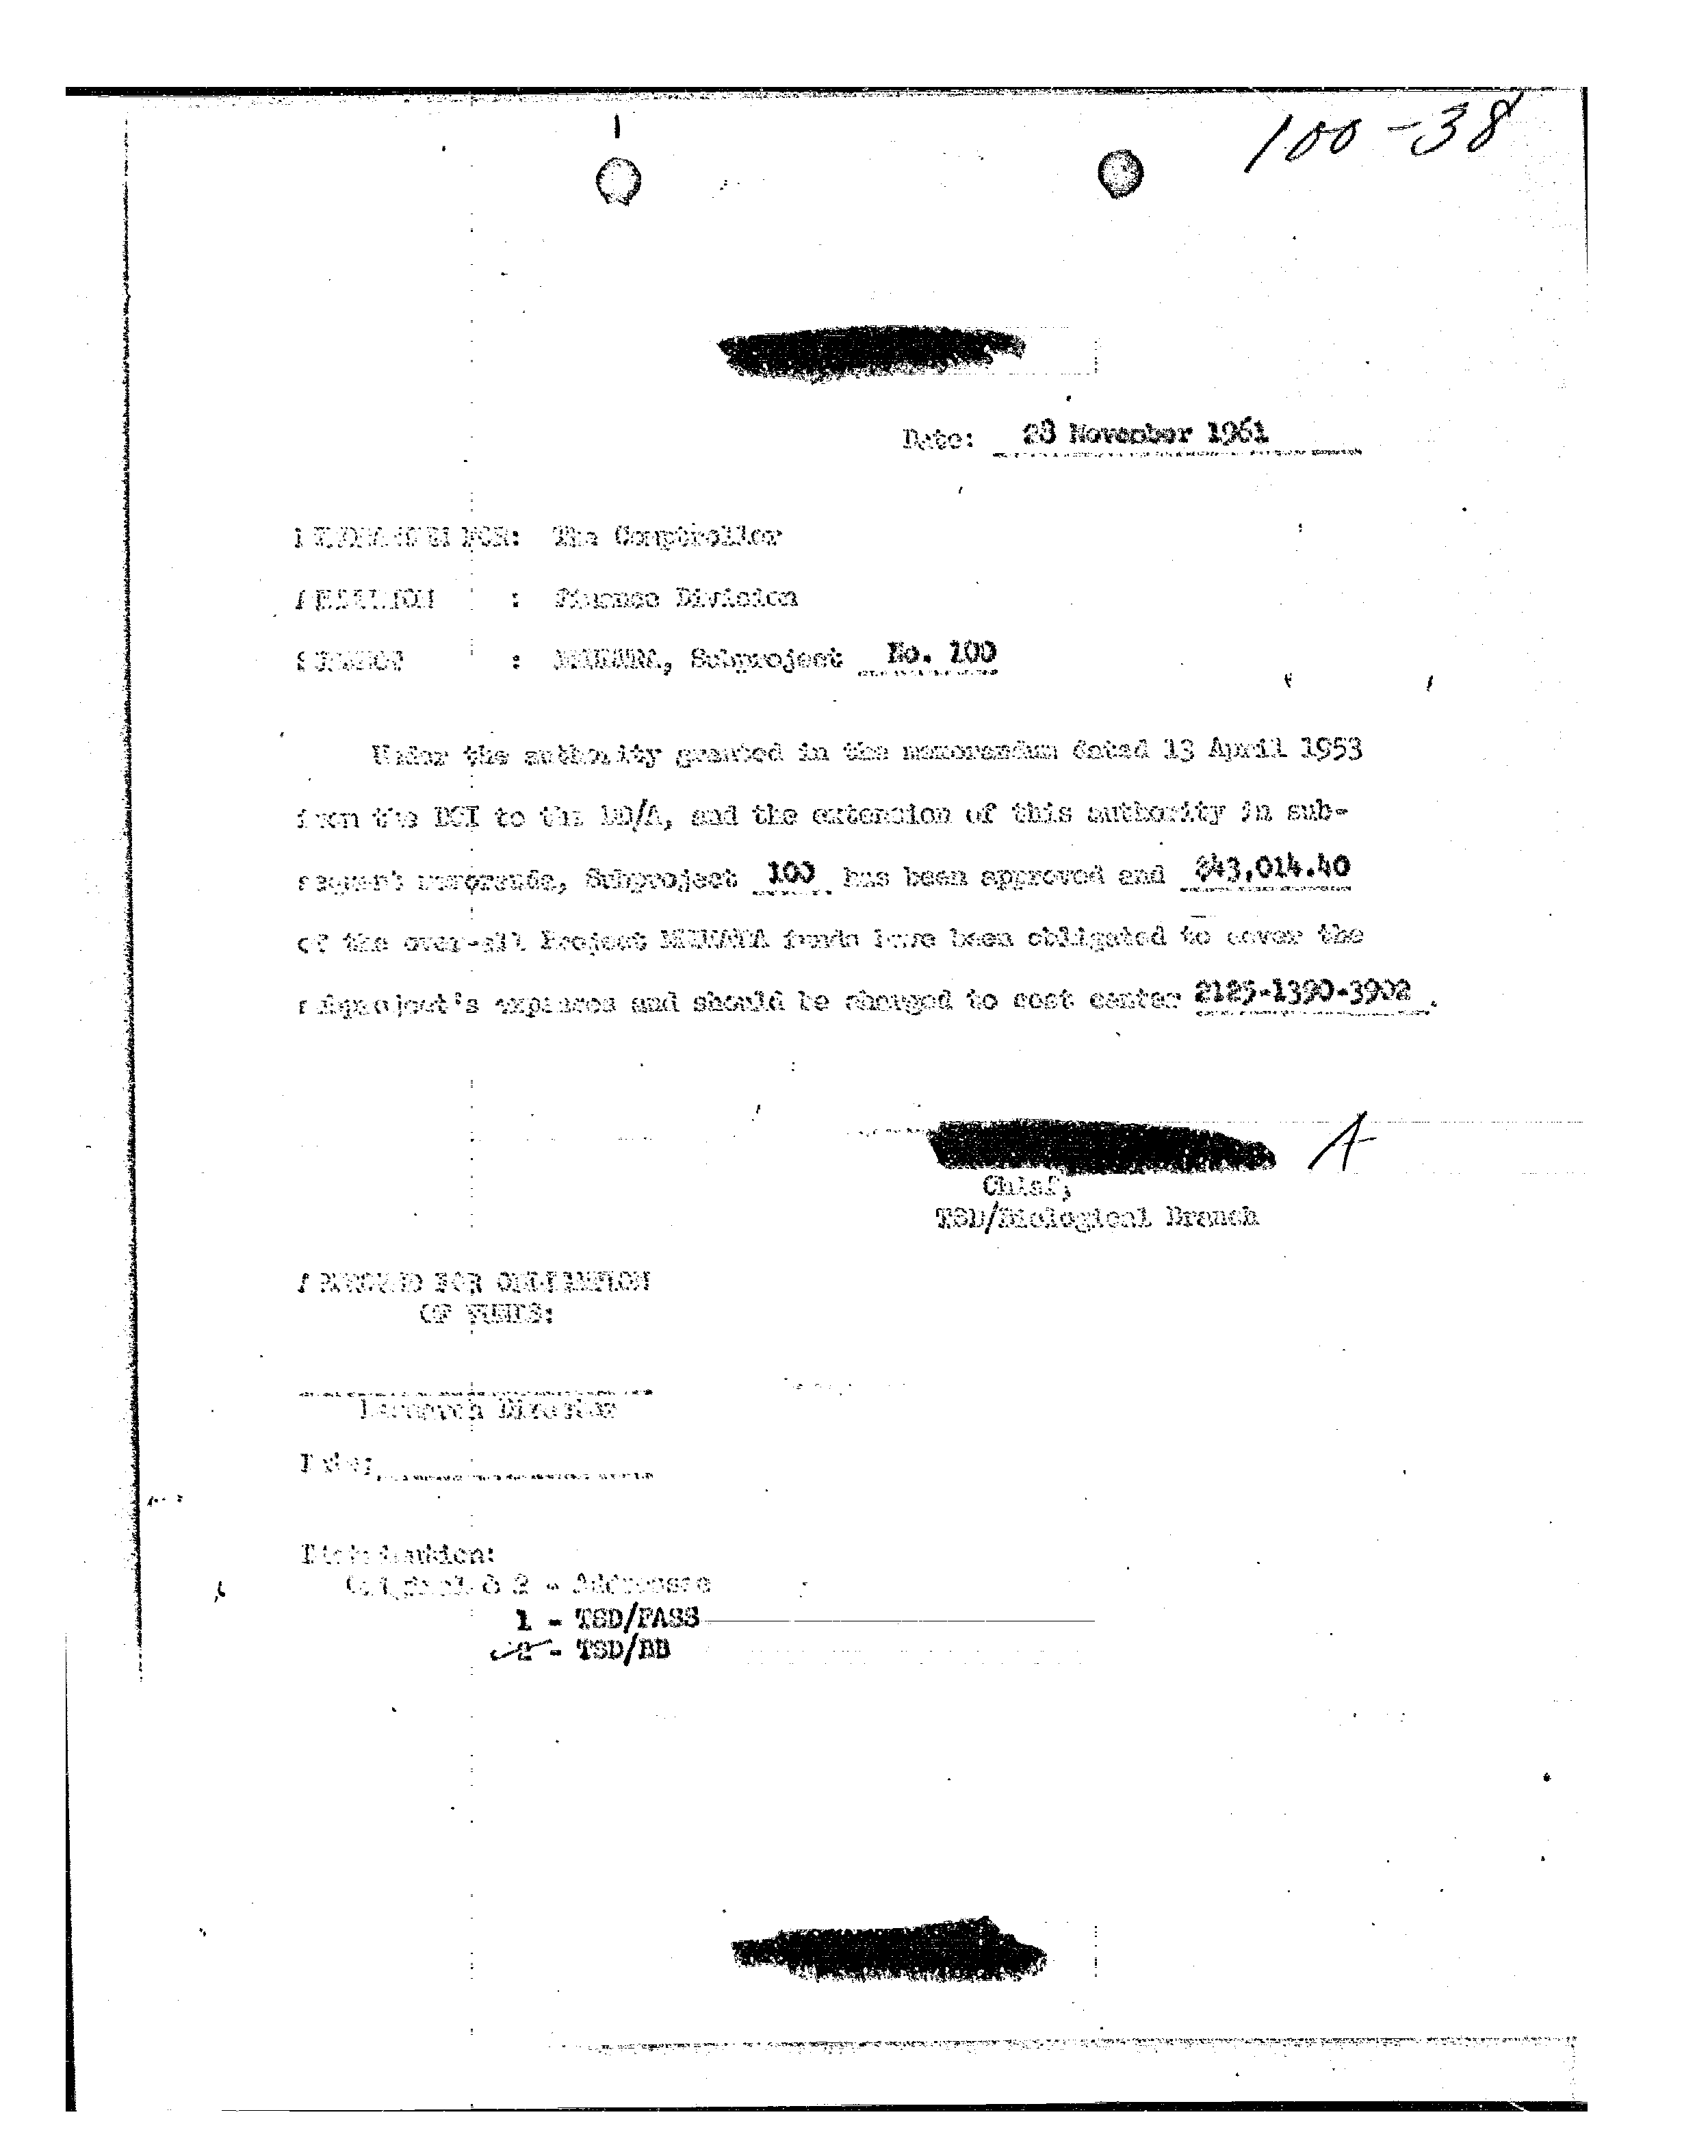 100-38
Date: 28 November 1961
MEMORANDUM FOR: The Comptroller
ATTENTION : Finance Division
SUBJECT : MKULTRA, Subproject No. 100
Under the authority granted in the memorandum dated 13 April 1953
from the DCI to the DD/A, and the extension of this authority in sub-
sequent memoranda, Subproject 100 has been approved and $43,014.40
of the over-all Project MKULTRA funds have been obligated to cover the
subproject's expenses and should be charged to cost center 2125-1390-3902 .
A
Chief,
TSD/Biological Branch
APPROVED FOR OBLIGATION
OF FUNDS:
Research Director
Date:
Distribution:
Original & 2 - Addressee
1 - TSD/FASS
2 - TSD/BB